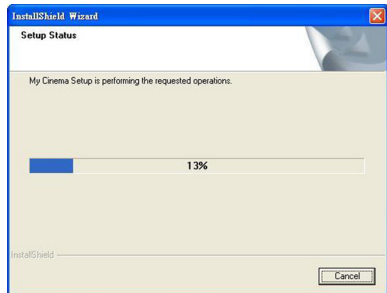 InstallShield Wizard
Setup Status
My Cinema Setup is performing the requested operations.
13%
InstallShield
Cancel